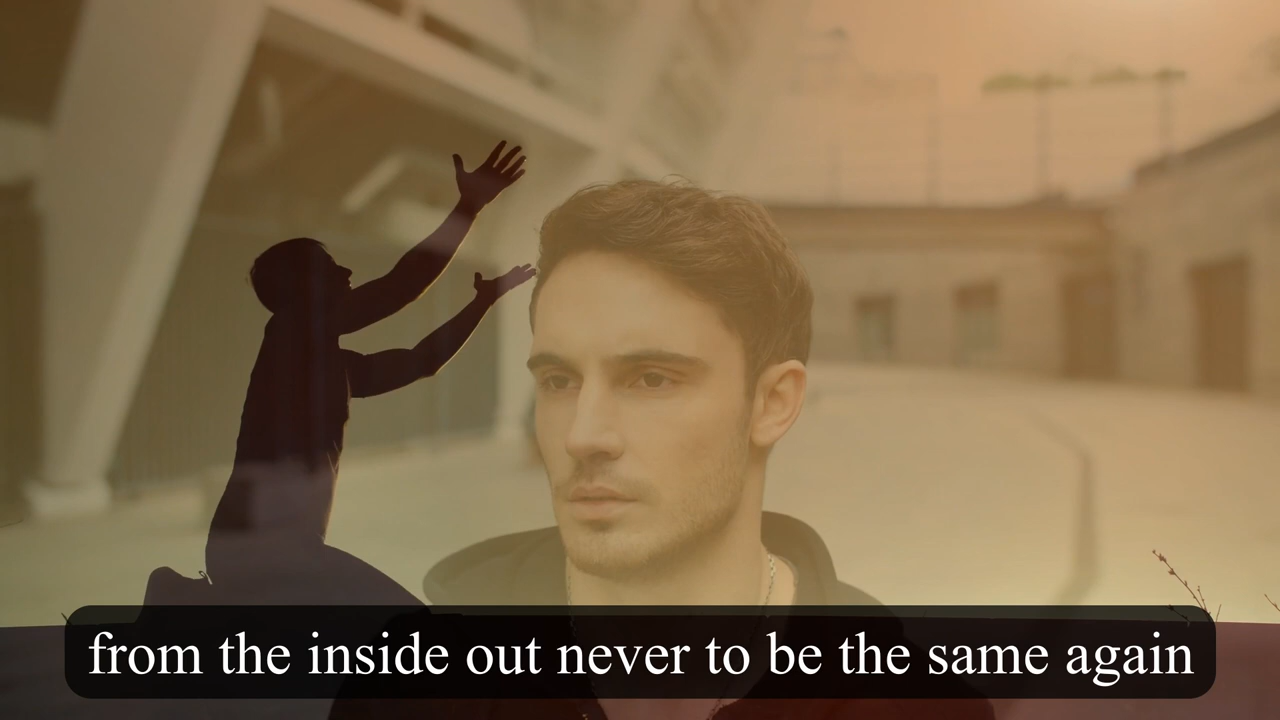 from the inside out never to be the same again